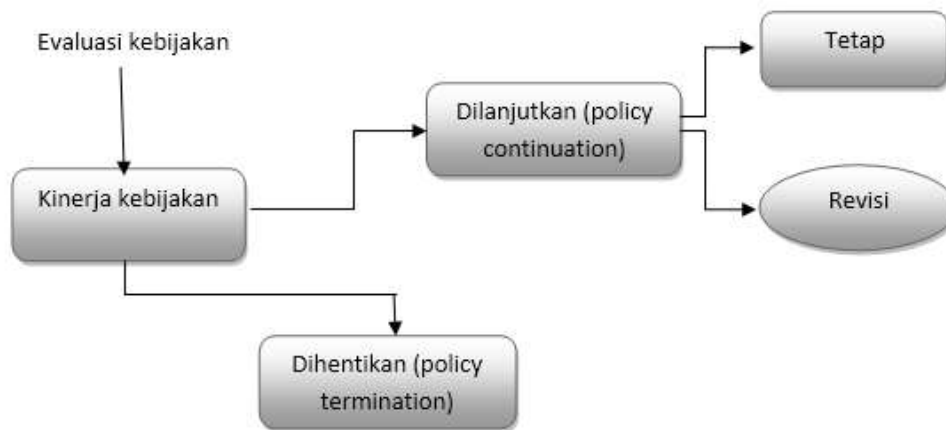 Evaluasi kebijakan
Tetap
Dilanjutkan (policy
continuation)
Kinerja kebijakan
Revisi
Dihentikan (policy
termination)